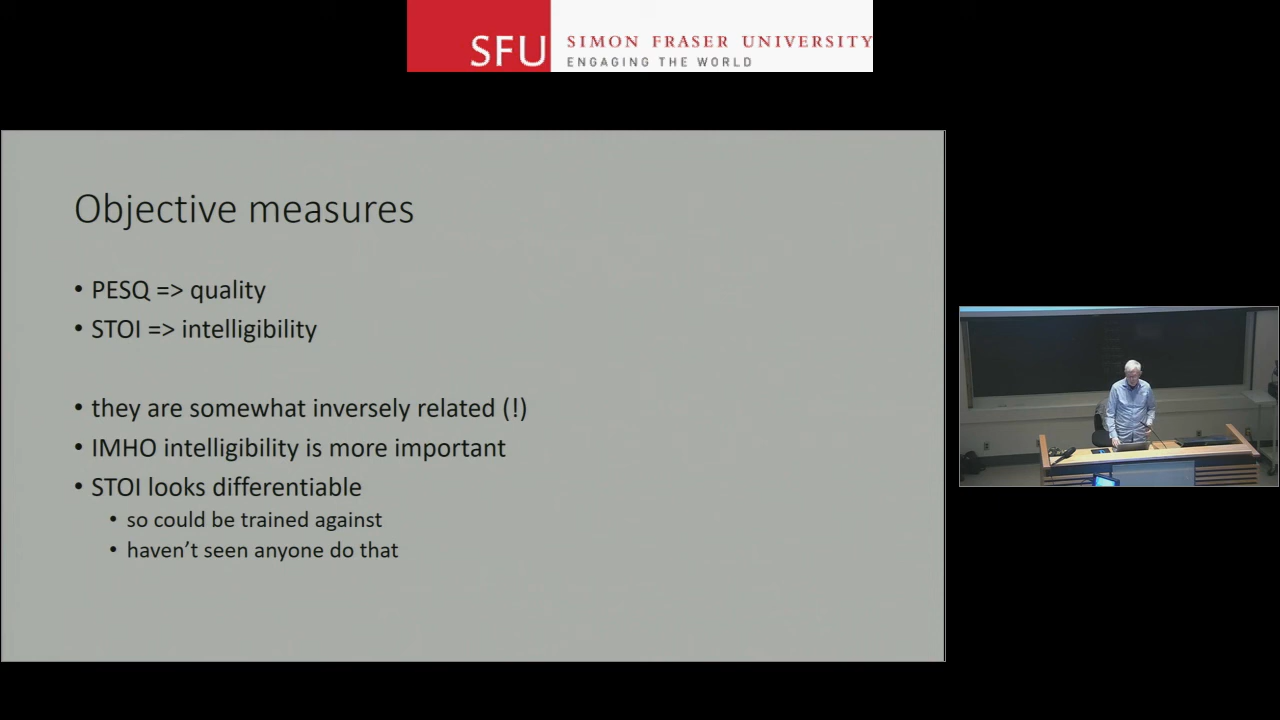 SFU SIMON FRASER UNIVERSITY
ENGAGING THE WORLD
Objective measures
• PESQ => quality
• STOI => intelligibility
• they are somewhat inversely related (!)
• IMHO intelligibility is more important
• STOI looks differentiable
• so could be trained against
• haven’t seen anyone do that